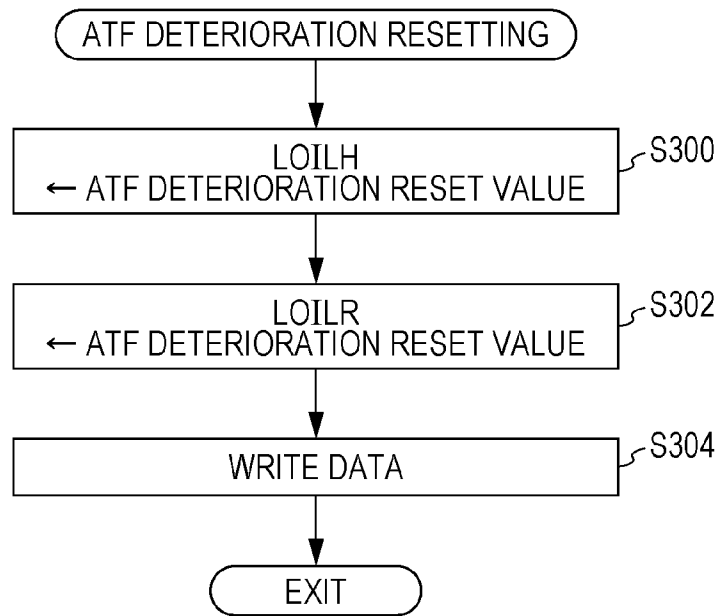 ATF DETERIORATION RESETTING
LOILH
← ATF DETERIORATION RESET VALUE
S300
LOILR
← ATF DETERIORATION RESET VALUE
S302
WRITE DATA
S304
EXIT